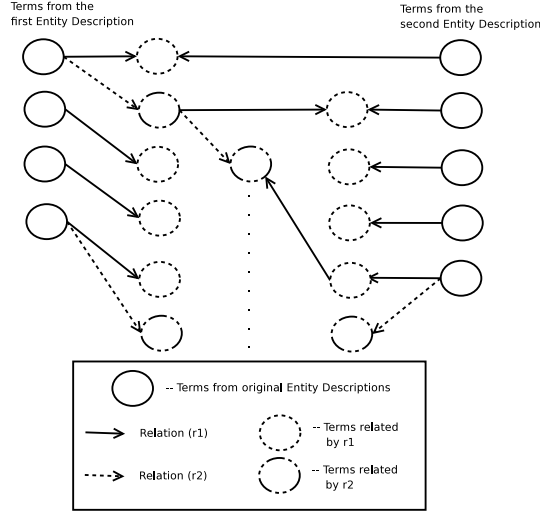 Terms from the
the first Entity Description
Terms from
the second Entity Description
-- Terms from original Entity Descriptions
Relation (r1)
-- Terms related
by r1
Relation (r2)
-- Terms related
by r2